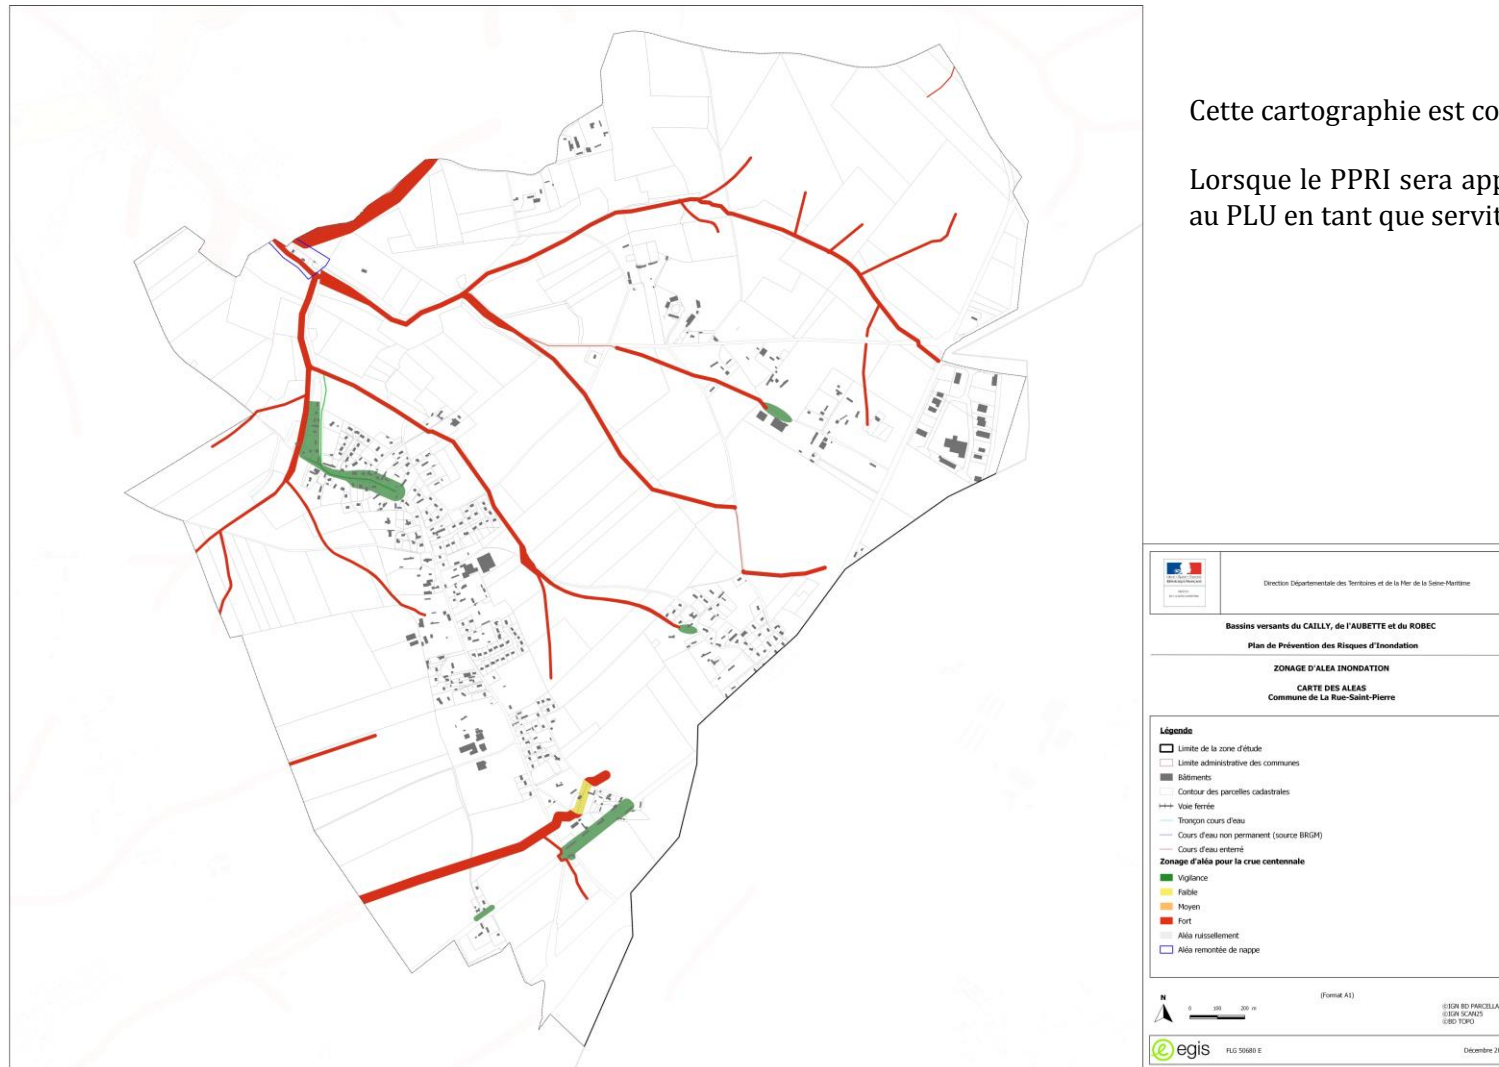 Cette cartographie est co
Lorsque le PPRI sera app
au PLU en tant que servit
Direction Départementale des Territoires et de la Mer de la Seine-Maritime
Bassins versants du CAILLY, de l'AUBETTE et du ROBEC
Plan de Prévention des Risques d'Inondation
ZONAGE D'ALEA INONDATION
CARTE DES ALEAS
Commune de La Rue-Saint-Pierre
Légende
Limite de la zone d'étude
Limite administrative des communes
Bâtiments
Contour des parcelles cadastrales
Voie ferrée
Tronçon cours d'eau
Cours d'eau non permanent (source BRGM)
Cours d'eau enterré
Zonage d'aléa pour la crue centennale
Vigilance
Faible
Moyen
Fort
Aléa ruissellement
Aléa remontée de nappe
N
0 100 200 m
(Format A1)
©IGN BD PARCELLA
©IGN SCAN25
©BD TOPO
egis
FLG 50680 E
Décembre 20